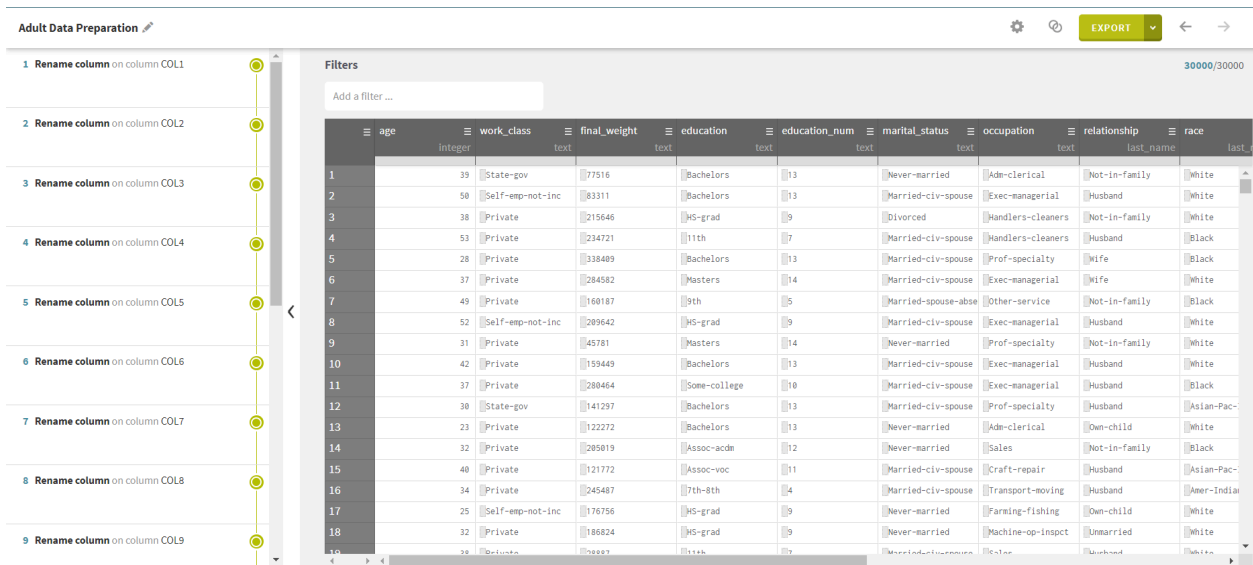 Adult Data Preparation
EXPORT
1 Rename column on column COL1
2 Rename column on column COL2
3 Rename column on column COL3
4 Rename column on column COL4
5 Rename column on column COL5
6 Rename column on column COL6
7 Rename column on column COL7
8 Rename column on column COL8
9 Rename column on column COL9
Filters 30000/30000
Add a filter ...
age work_class final_weight education education_num marital_status occupation relationship race
integer text text text text text text last_name
1 39 State-gov 77516 Bachelors 13 Never-married Adm-clerical Not-in-family White
2 50 Self-emp-not-inc 83311 Bachelors 13 Married-civ-spouse Exec-managerial Husband White
3 38 Private 215646 HS-grad 9 Divorced Handlers-cleaners Not-in-family White
4 53 Private 234721 11th 7 Married-civ-spouse Handlers-cleaners Husband Black
5 28 Private 338409 Bachelors 13 Married-civ-spouse Prof-specialty Wife Black
6 37 Private 284582 Masters 14 Married-civ-spouse Exec-managerial Wife White
7 49 Private 160187 9th 5 Married-spouse-abse Other-service Not-in-family Black
8 52 Self-emp-not-inc 209642 HS-grad 9 Married-civ-spouse Exec-managerial Husband White
9 31 Private 45781 Masters 14 Never-married Prof-specialty Not-in-family White
10 42 Private 159449 Bachelors 13 Married-civ-spouse Exec-managerial Husband White
11 37 Private 280464 Some-college 10 Married-civ-spouse Exec-managerial Husband Black
12 30 State-gov 141297 Bachelors 13 Married-civ-spouse Prof-specialty Husband Asian-Pac-
13 23 Private 122272 Bachelors 13 Never-married Adm-clerical Own-child White
14 32 Private 205019 Assoc-acdm 12 Never-married Sales Not-in-family Black
15 40 Private 121772 Assoc-voc 11 Married-civ-spouse Craft-repair Husband Asian-Pac-
16 34 Private 245487 7th-8th 4 Married-civ-spouse Transport-moving Husband Amer-India
17 25 Self-emp-not-inc 176756 HS-grad 9 Never-married Farming-fishing Own-child White
18 32 Private 186824 HS-grad 9 Never-married Machine-op-inspct Unmarried White
19 38 Private 28887 11th 7 Married-civ-spouse Sales Husband White